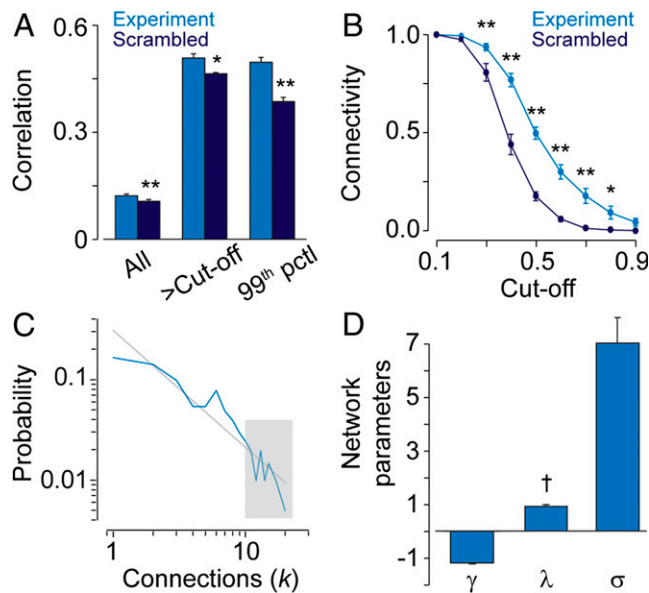 A
Experiment
Scrambled
Correlation
0.6
0.3
0
**
*
**
All
>Cut-off
99th pctl
B
Experiment
Scrambled
Connectivity
1.0
0.5
0.0
**
**
**
**
**
*
0.1
0.5
0.9
Cut-off
C
Probability
0.1
0.01
1
10
Connections (k)
D
Network
parameters
7
5
3
1
-1
†
γ
λ
σ